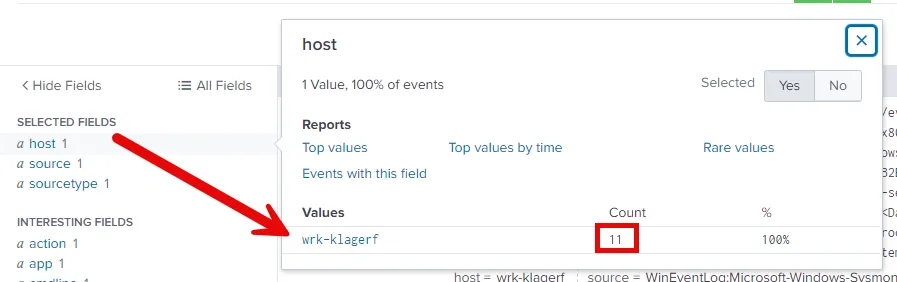 host
1 Value, 100% of events
Selected Yes No
Hide Fields All Fields
SELECTED FIELDS
a host 1
a source 1
a sourcetype 1
INTERESTING FIELDS
a action 1
a app 1
Reports
Top values Top values by time Rare values
Events with this field
Values Count %
wrk-klagerf 11 100%
host = wrk-klagerf source = WinEventLog:Microsoft-Windows-Sysmon